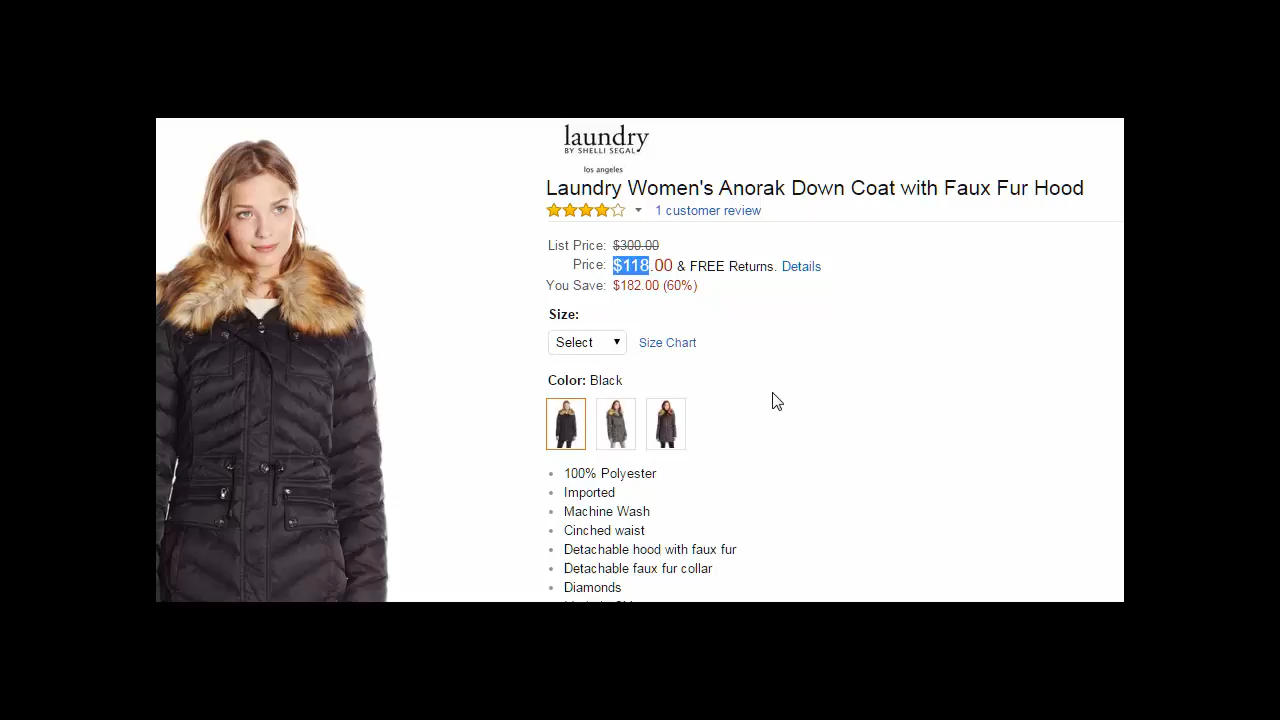 laundry
BY SHELLI SEGAL
los angeles
Laundry Women's Anorak Down Coat with Faux Fur Hood
1 customer review
List Price: $300.00
Price: $118.00 & FREE Returns. Details
You Save: $182.00 (60%)
Size:
Select Size Chart
Color: Black
100% Polyester
Imported
Machine Wash
Cinched waist
Detachable hood with faux fur
Detachable faux fur collar
Diamonds